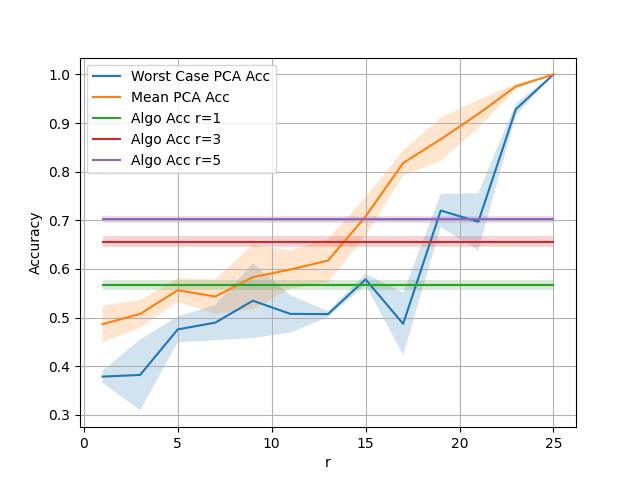 Worst Case PCA Acc
Mean PCA Acc
Algo Acc r=1
Algo Acc r=3
Algo Acc r=5
1.0
0.9
0.8
0.7
0.6
0.5
0.4
0.3
Accuracy
0 5 10 15 20 25
r